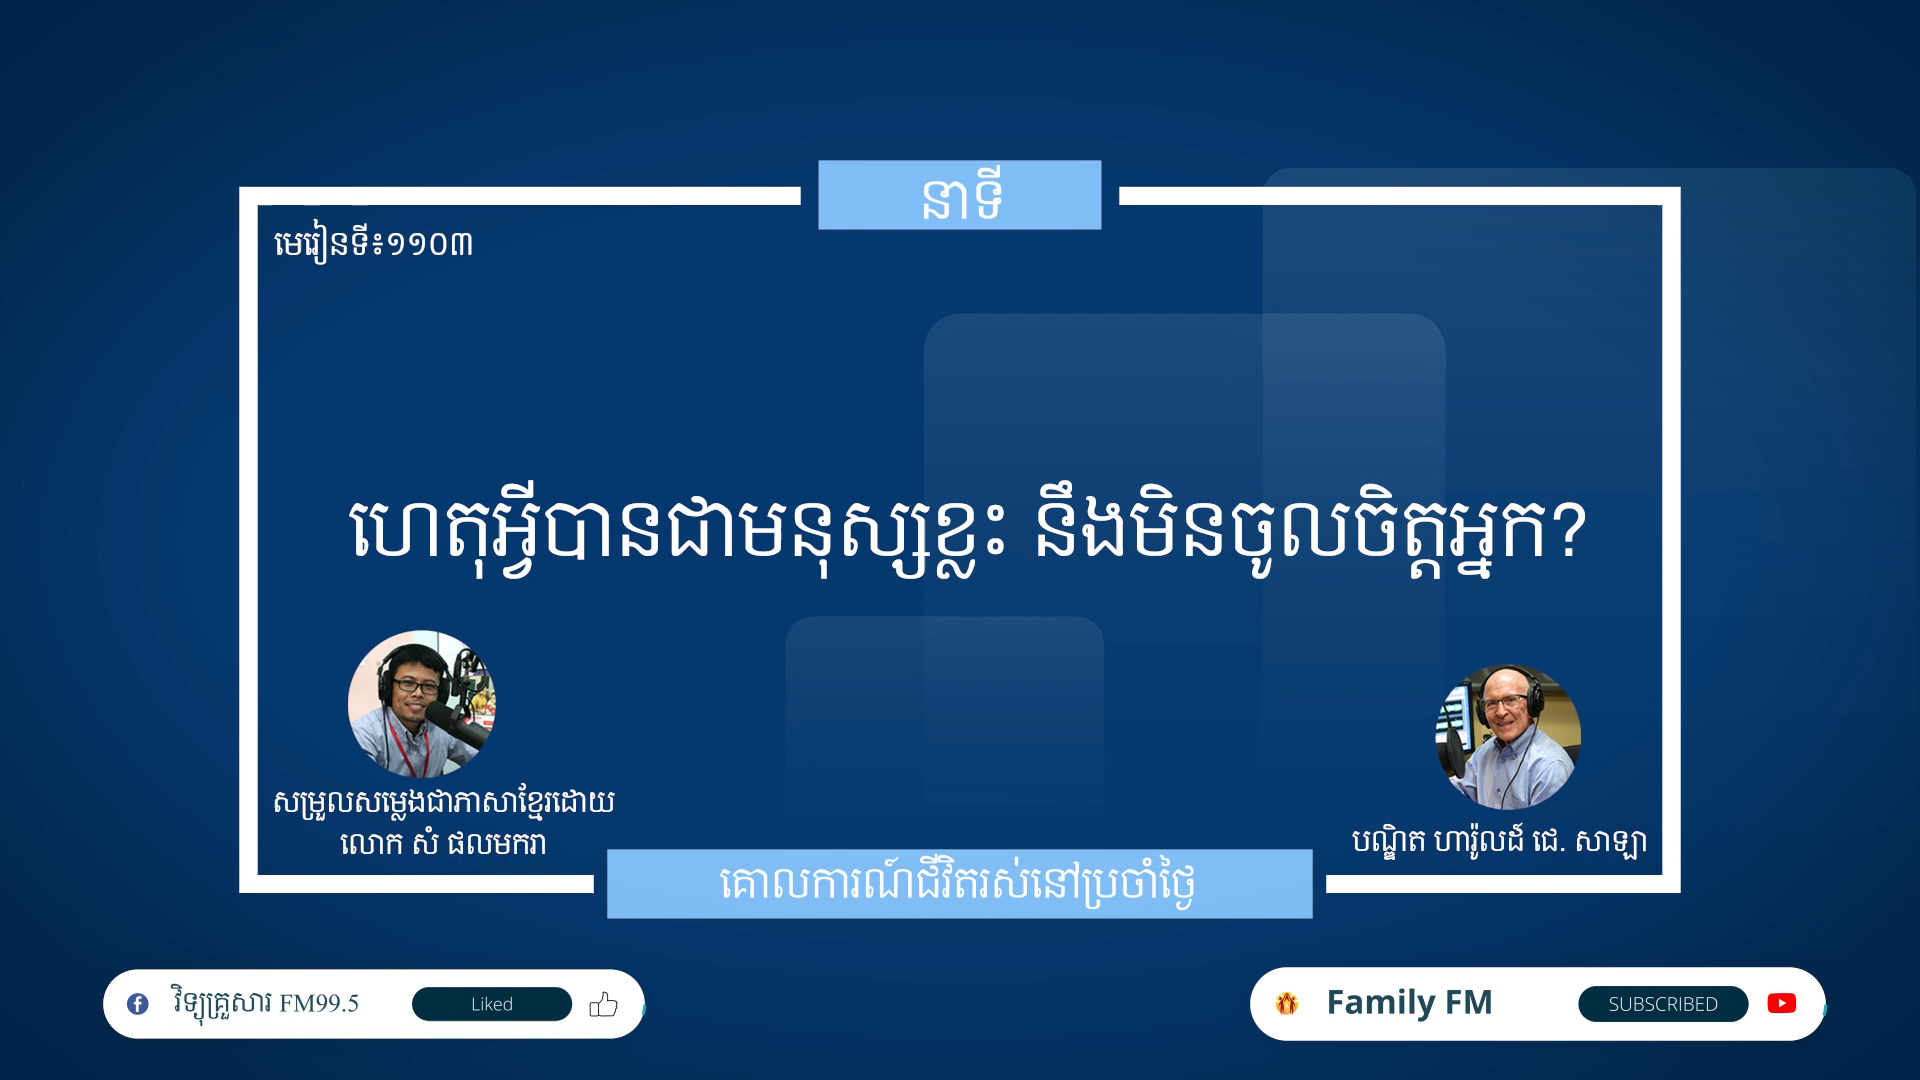 នាទី
មេរៀនទី៖១១០៣
ហេតុអ្វីបានជាមនុស្សខ្លះ នឹងមិនចូលចិត្តអ្នក?
សម្រួលសម្លេងជាភាសាខ្មែរដោយ
លោក សំ ផលមករា
បណ្ឌិត ហារ៉ូលដ៍ ជេ. សាឡា
គោលការណ៍ជីវិតរស់នៅប្រចាំថ្ងៃ
វិទ្យុគ្រួសារ FM99.5
Liked
Family FM
SUBSCRIBED